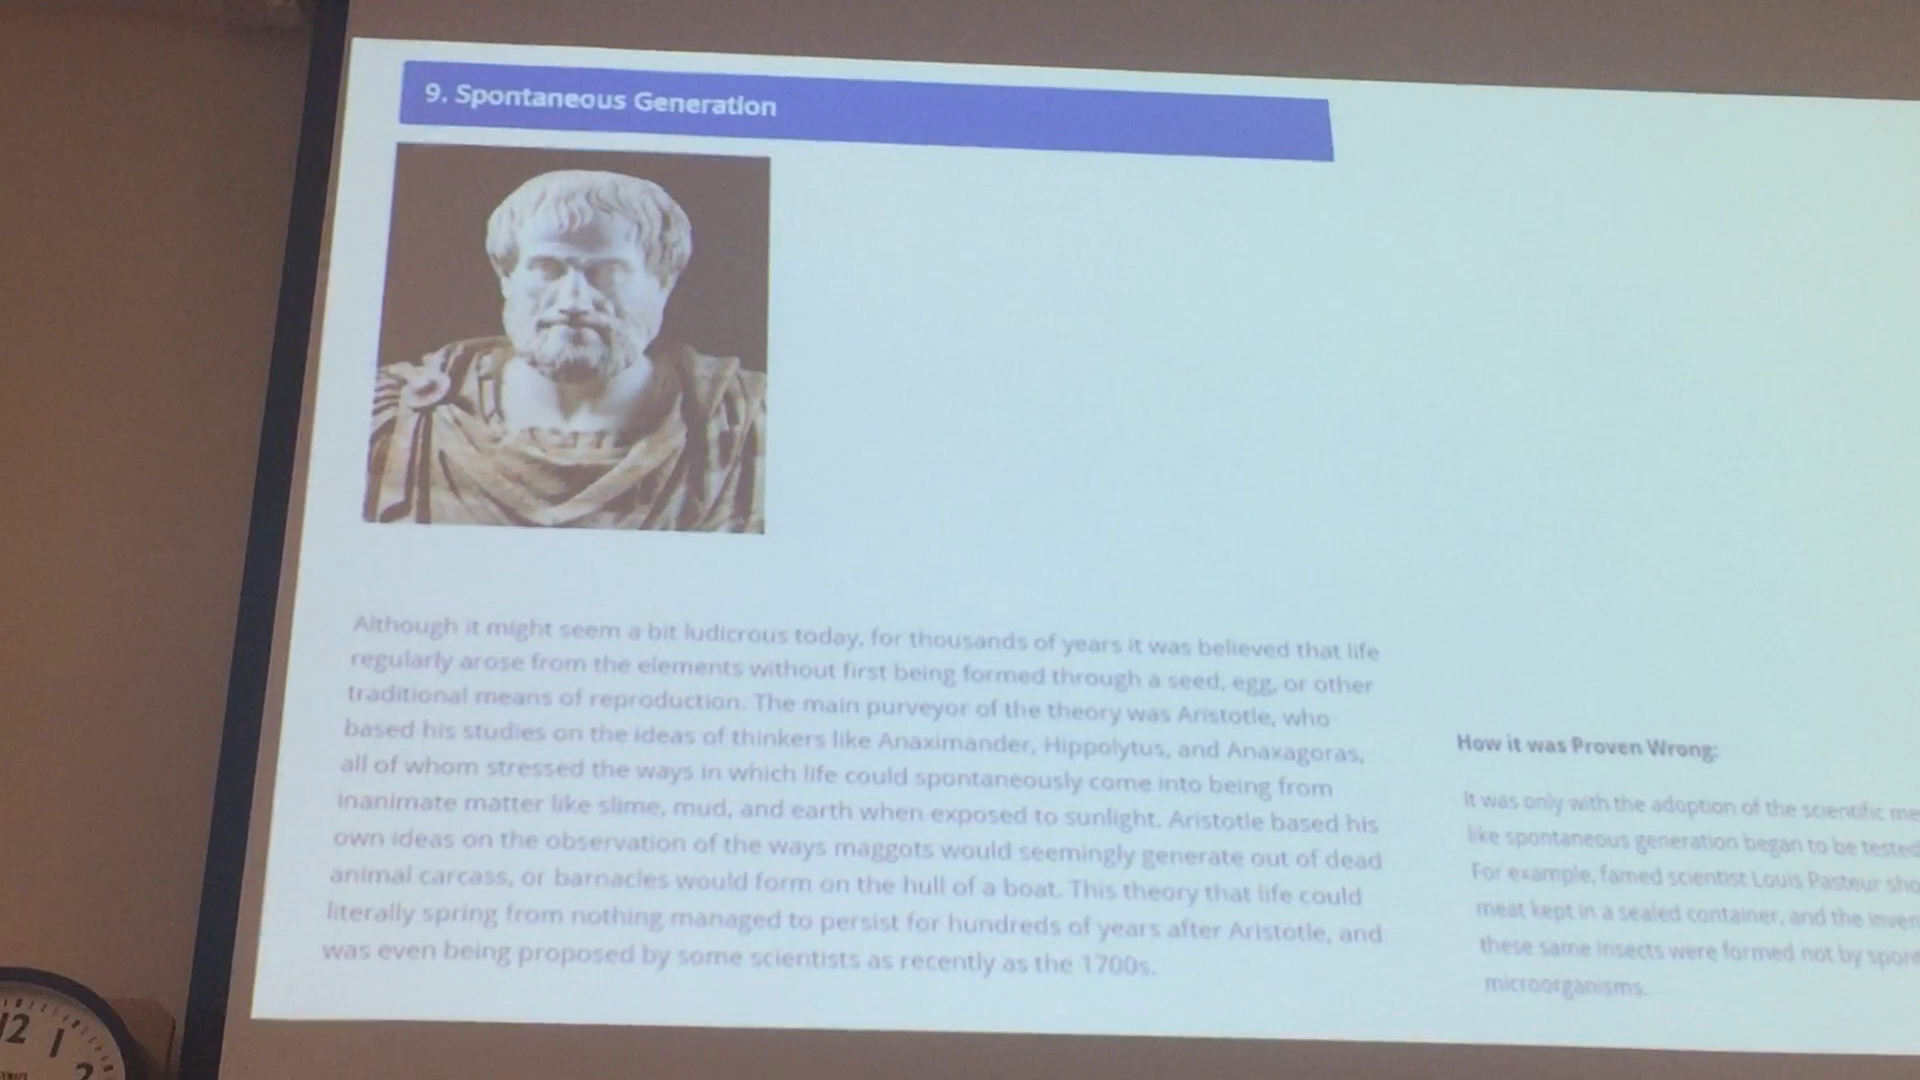 9. Spontaneous Generation
Although it might seem a bit ludicrous today, for thousands of years it was believed that life
regularly arose from the elements without first being formed through a seed, egg, or other
traditional means of reproduction. The main purveyor of the theory was Aristotle, who
based his studies on the ideas of thinkers like Anaximander, Hippolytus, and Anaxagoras,
all of whom stressed the ways in which life could spontaneously come into being from
inanimate matter like slime, mud, and earth when exposed to sunlight. Aristotle based his
own ideas on the observation of the ways maggots would seemingly generate out of dead
animal carcass, or barnacles would form on the hull of a boat. This theory that life could
literally spring from nothing managed to persist for hundreds of years after Aristotle, and
was even being proposed by some scientists as recently as the 1700s.
How it was Proven Wrong:
It was only with the adoption of the scientific me
like spontaneous generation began to be tested
For example, famed scientist Louis Pasteur sho
meat kept in a sealed container, and the inven
these same insects were formed not by spon
microorganisms.
12
1
2